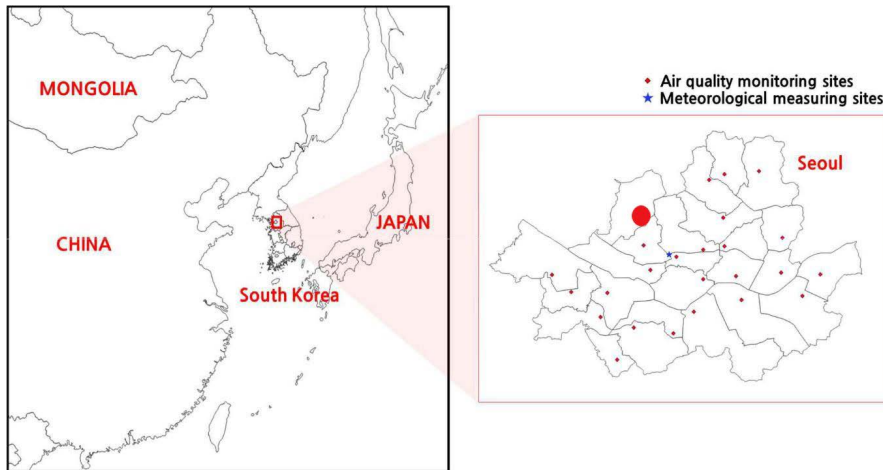 MONGOLIA
CHINA
JAPAN
South Korea
Air quality monitoring sites
Meteorological measuring sites
Seoul